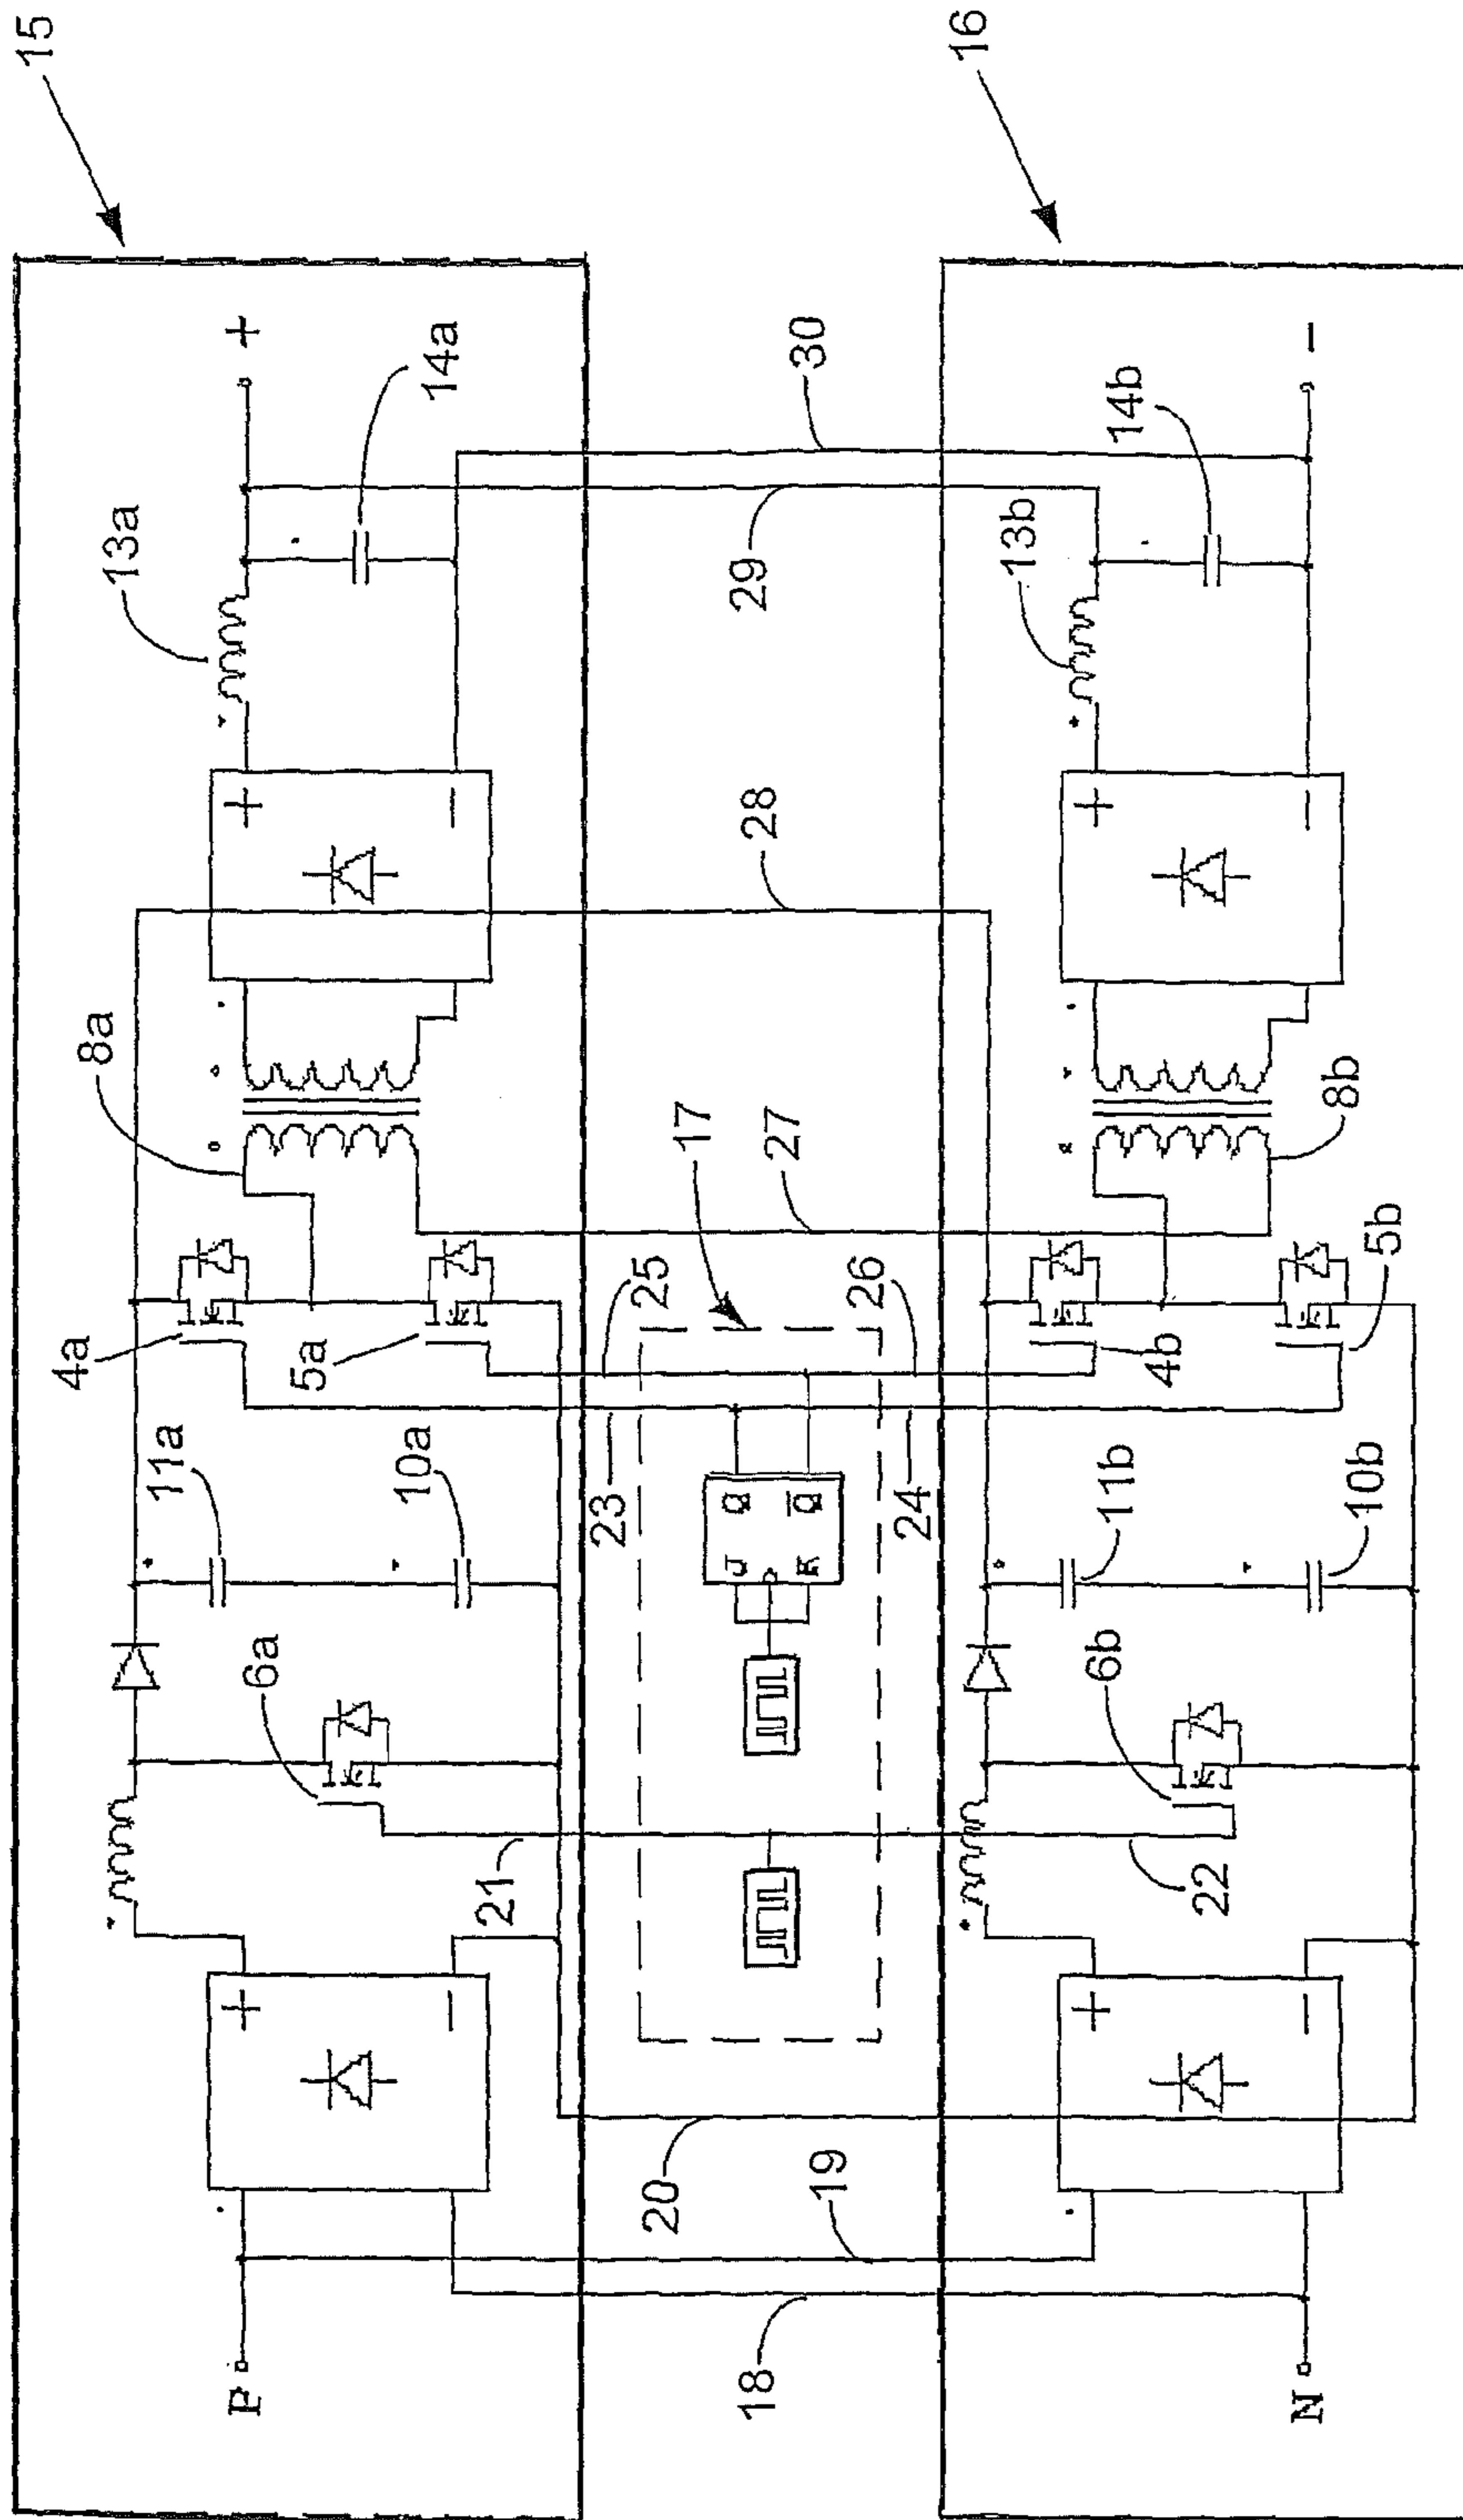 15
+
13a
14a
8a
4a
5a
11a
10a
6a
+
−
+
−
P
30
29
28
17
27
25
26
23
24
J
Q
K
Q̅
21
22
20
19
18
16
−
14b
13b
+
−
8b
5b
4b
11b
10b
6b
+
−
N